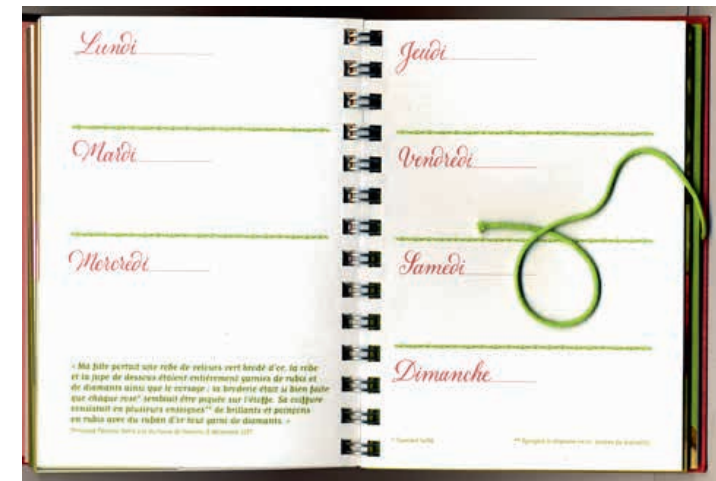 Lundi
Mardi
Mercredi
« Ma fille portait une robe de velours vert brodé d'or, la robe
et la jupe de dessous étaient entièrement garnies de rubis et
de diamants ainsi que le corsage ; sa broderie était si bien faite
que chaque rose* semblait être piquée sur l'étoffe. Sa coiffure
consistait en plusieurs enseignes** de brillants et poinçons
en rubis avec du ruban d'or tout garni de diamants. »
Jeudi
Vendredi
Samedi
Dimanche